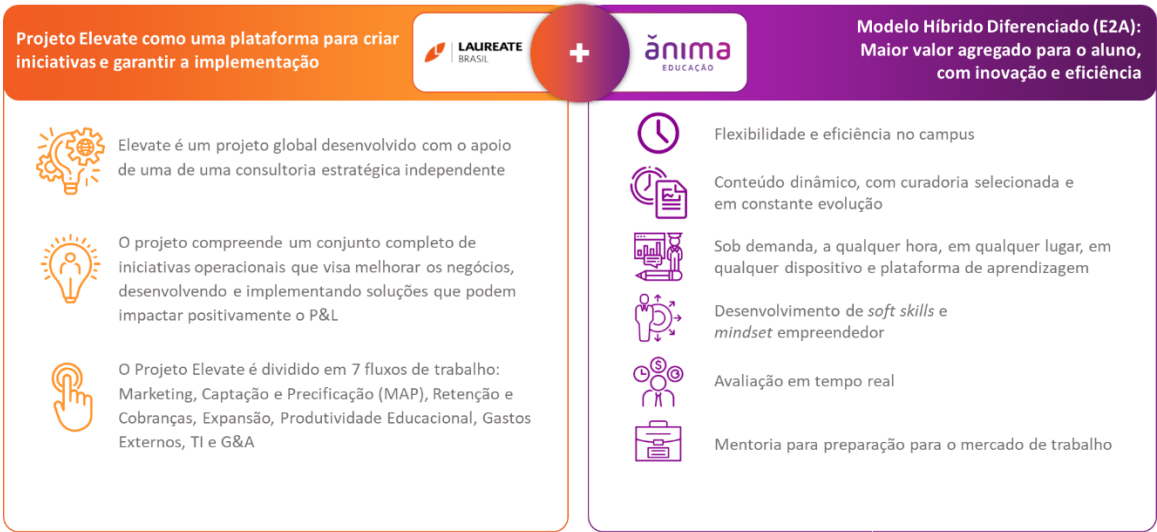 Projeto Elevate como uma plataforma para criar
iniciativas e garantir a implementação
LAUREATE
BRASIL
+
ănima
EDUCAÇÃO
Modelo Híbrido Diferenciado (E2A):
Maior valor agregado para o aluno,
com inovação e eficiência
Elevate é um projeto global desenvolvido com o apoio
de uma de uma consultoria estratégica independente
O projeto compreende um conjunto completo de
iniciativas operacionais que visa melhorar os negócios,
desenvolvendo e implementando soluções que podem
impactar positivamente o P&L
O Projeto Elevate é dividido em 7 fluxos de trabalho:
Marketing, Captação e Precificação (MAP), Retenção e
Cobranças, Expansão, Produtividade Educacional, Gastos
Externos, TI e G&A
Flexibilidade e eficiência no campus
Conteúdo dinâmico, com curadoria selecionada e
em constante evolução
Sob demanda, a qualquer hora, em qualquer lugar, em
qualquer dispositivo e plataforma de aprendizagem
Desenvolvimento de soft skills e
mindset empreendedor
Avaliação em tempo real
Mentoria para preparação para o mercado de trabalho